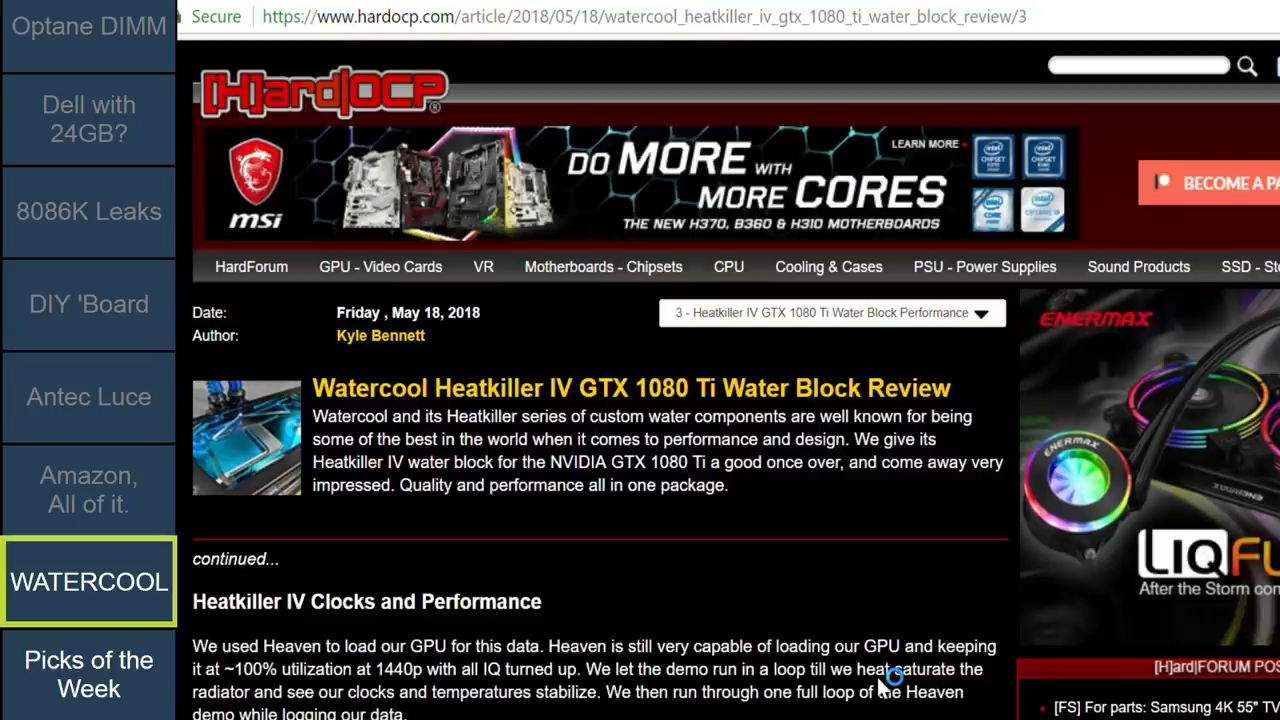 Optane DIMM
Dell with
24GB?
8086K Leaks
DIY 'Board
Antec Luce
Amazon,
All of it.
WATERCOOL
Picks of the
Week
Secure
https://www.hardocp.com/article/2018/05/18/watercool_heatkiller_iv_gtx_1080_ti_water_block_review/3
[H]ard|OCP®
msi
DO MORE WITH
MORE CORES
THE NEW H370, B360 & H310 MOTHERBOARDS
LEARN MORE
BECOME A PA
HardForum GPU - Video Cards VR Motherboards - Chipsets CPU Cooling & Cases PSU - Power Supplies Sound Products SSD - Sto
Date: Friday , May 18, 2018
Author: Kyle Bennett
3 - Heatkiller IV GTX 1080 Ti Water Block Performance
Watercool Heatkiller IV GTX 1080 Ti Water Block Review
Watercool and its Heatkiller series of custom water components are well known for being
some of the best in the world when it comes to performance and design. We give its
Heatkiller IV water block for the NVIDIA GTX 1080 Ti a good once over, and come away very
impressed. Quality and performance all in one package.
continued...
Heatkiller IV Clocks and Performance
We used Heaven to load our GPU for this data. Heaven is still very capable of loading our GPU and keeping
it at ~100% utilization at 1440p with all IQ turned up. We let the demo run in a loop till we heat saturate the
radiator and see our clocks and temperatures stabilize. We then run through one full loop of the Heaven
demo while logging our data.
ENERMAX
ENERMAX
LIQFU
After the Storm com
[H]ard|FORUM POS
[FS] For parts: Samsung 4K 55" TV